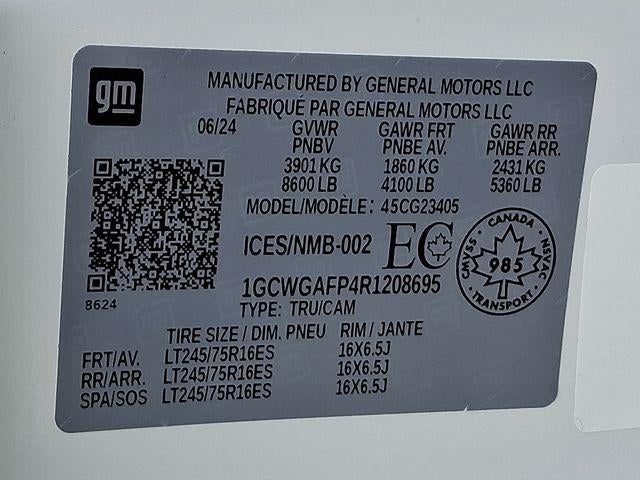 gm
MANUFACTURED BY GENERAL MOTORS LLC
FABRIQUÉ PAR GENERAL MOTORS LLC
06/24 GVWR GAWR FRT GAWR RR
PNBV PNBE AV. PNBE ARR.
3901 KG 1860 KG 2431 KG
8600 LB 4100 LB 5360 LB
MODEL/MODÈLE: 45CG23405
ICES/NMB-002 EC
CANADA
CMVSS 985 NSVAC
TRANSPORT
1GCWGAFP4R1208695
8624
TYPE: TRU/CAM
TIRE SIZE / DIM. PNEU RIM / JANTE
FRT/AV. LT245/75R16ES 16X6.5J
RR/ARR. LT245/75R16ES 16X6.5J
SPA/SOS LT245/75R16ES 16X6.5J